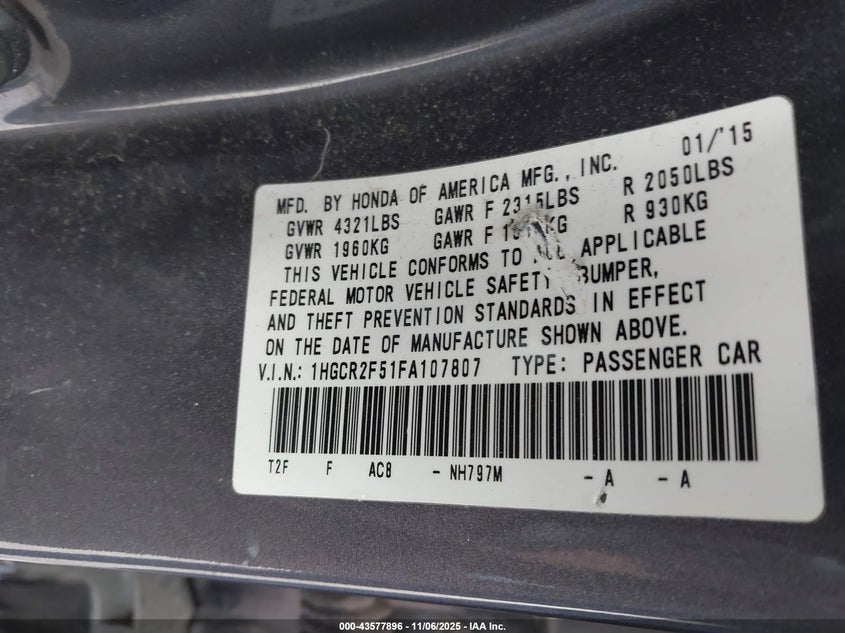 MFD. BY HONDA OF AMERICA MFG., INC. 01/'15
GVWR 4321LBS GAWR F 2315LBS R 2050LBS
GVWR 1960KG GAWR F KG R 930KG
THIS VEHICLE CONFORMS TO APPLICABLE
FEDERAL MOTOR VEHICLE SAFETY BUMPER,
AND THEFT PREVENTION STANDARDS IN EFFECT
ON THE DATE OF MANUFACTURE SHOWN ABOVE.
V.I.N.: 1HGCR2F51FA107807 TYPE: PASSENGER CAR
T2F F AC8 - NH797M - A - A
000-43577896 - 11/06/2025 - IAA Inc.